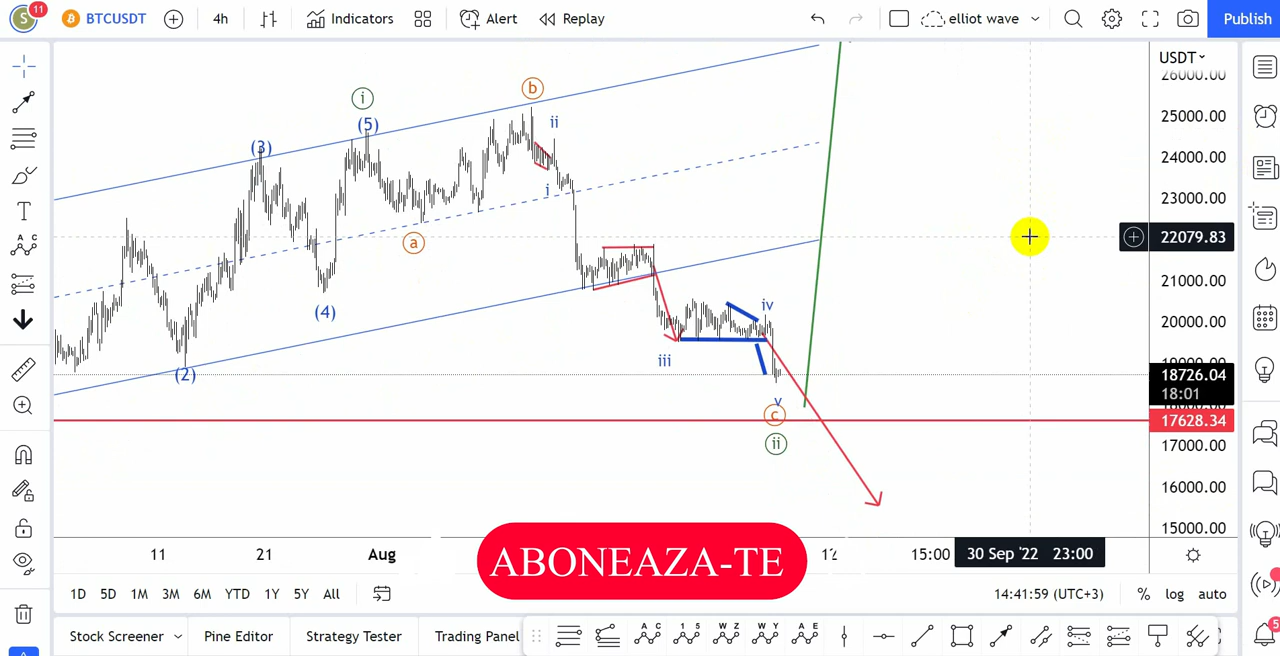 S 11 BTCUSDT 4h Indicators Alert Replay elliot wave Publish
USDT
26000.00
25000.00
24000.00
23000.00
22079.83
21000.00
20000.00
18726.04
18:01
17628.34
17000.00
16000.00
15000.00
b
i
ii
(5)
(3)
i
a
(4)
iv
iii
(2)
v
c
ii
11 21 Aug 15:00 30 Sep '22 23:00
ABONEAZA-TE
1D 5D 1M 3M 6M YTD 1Y 5Y All 14:41:59 (UTC+3) % log auto
Stock Screener Pine Editor Strategy Tester Trading Panel